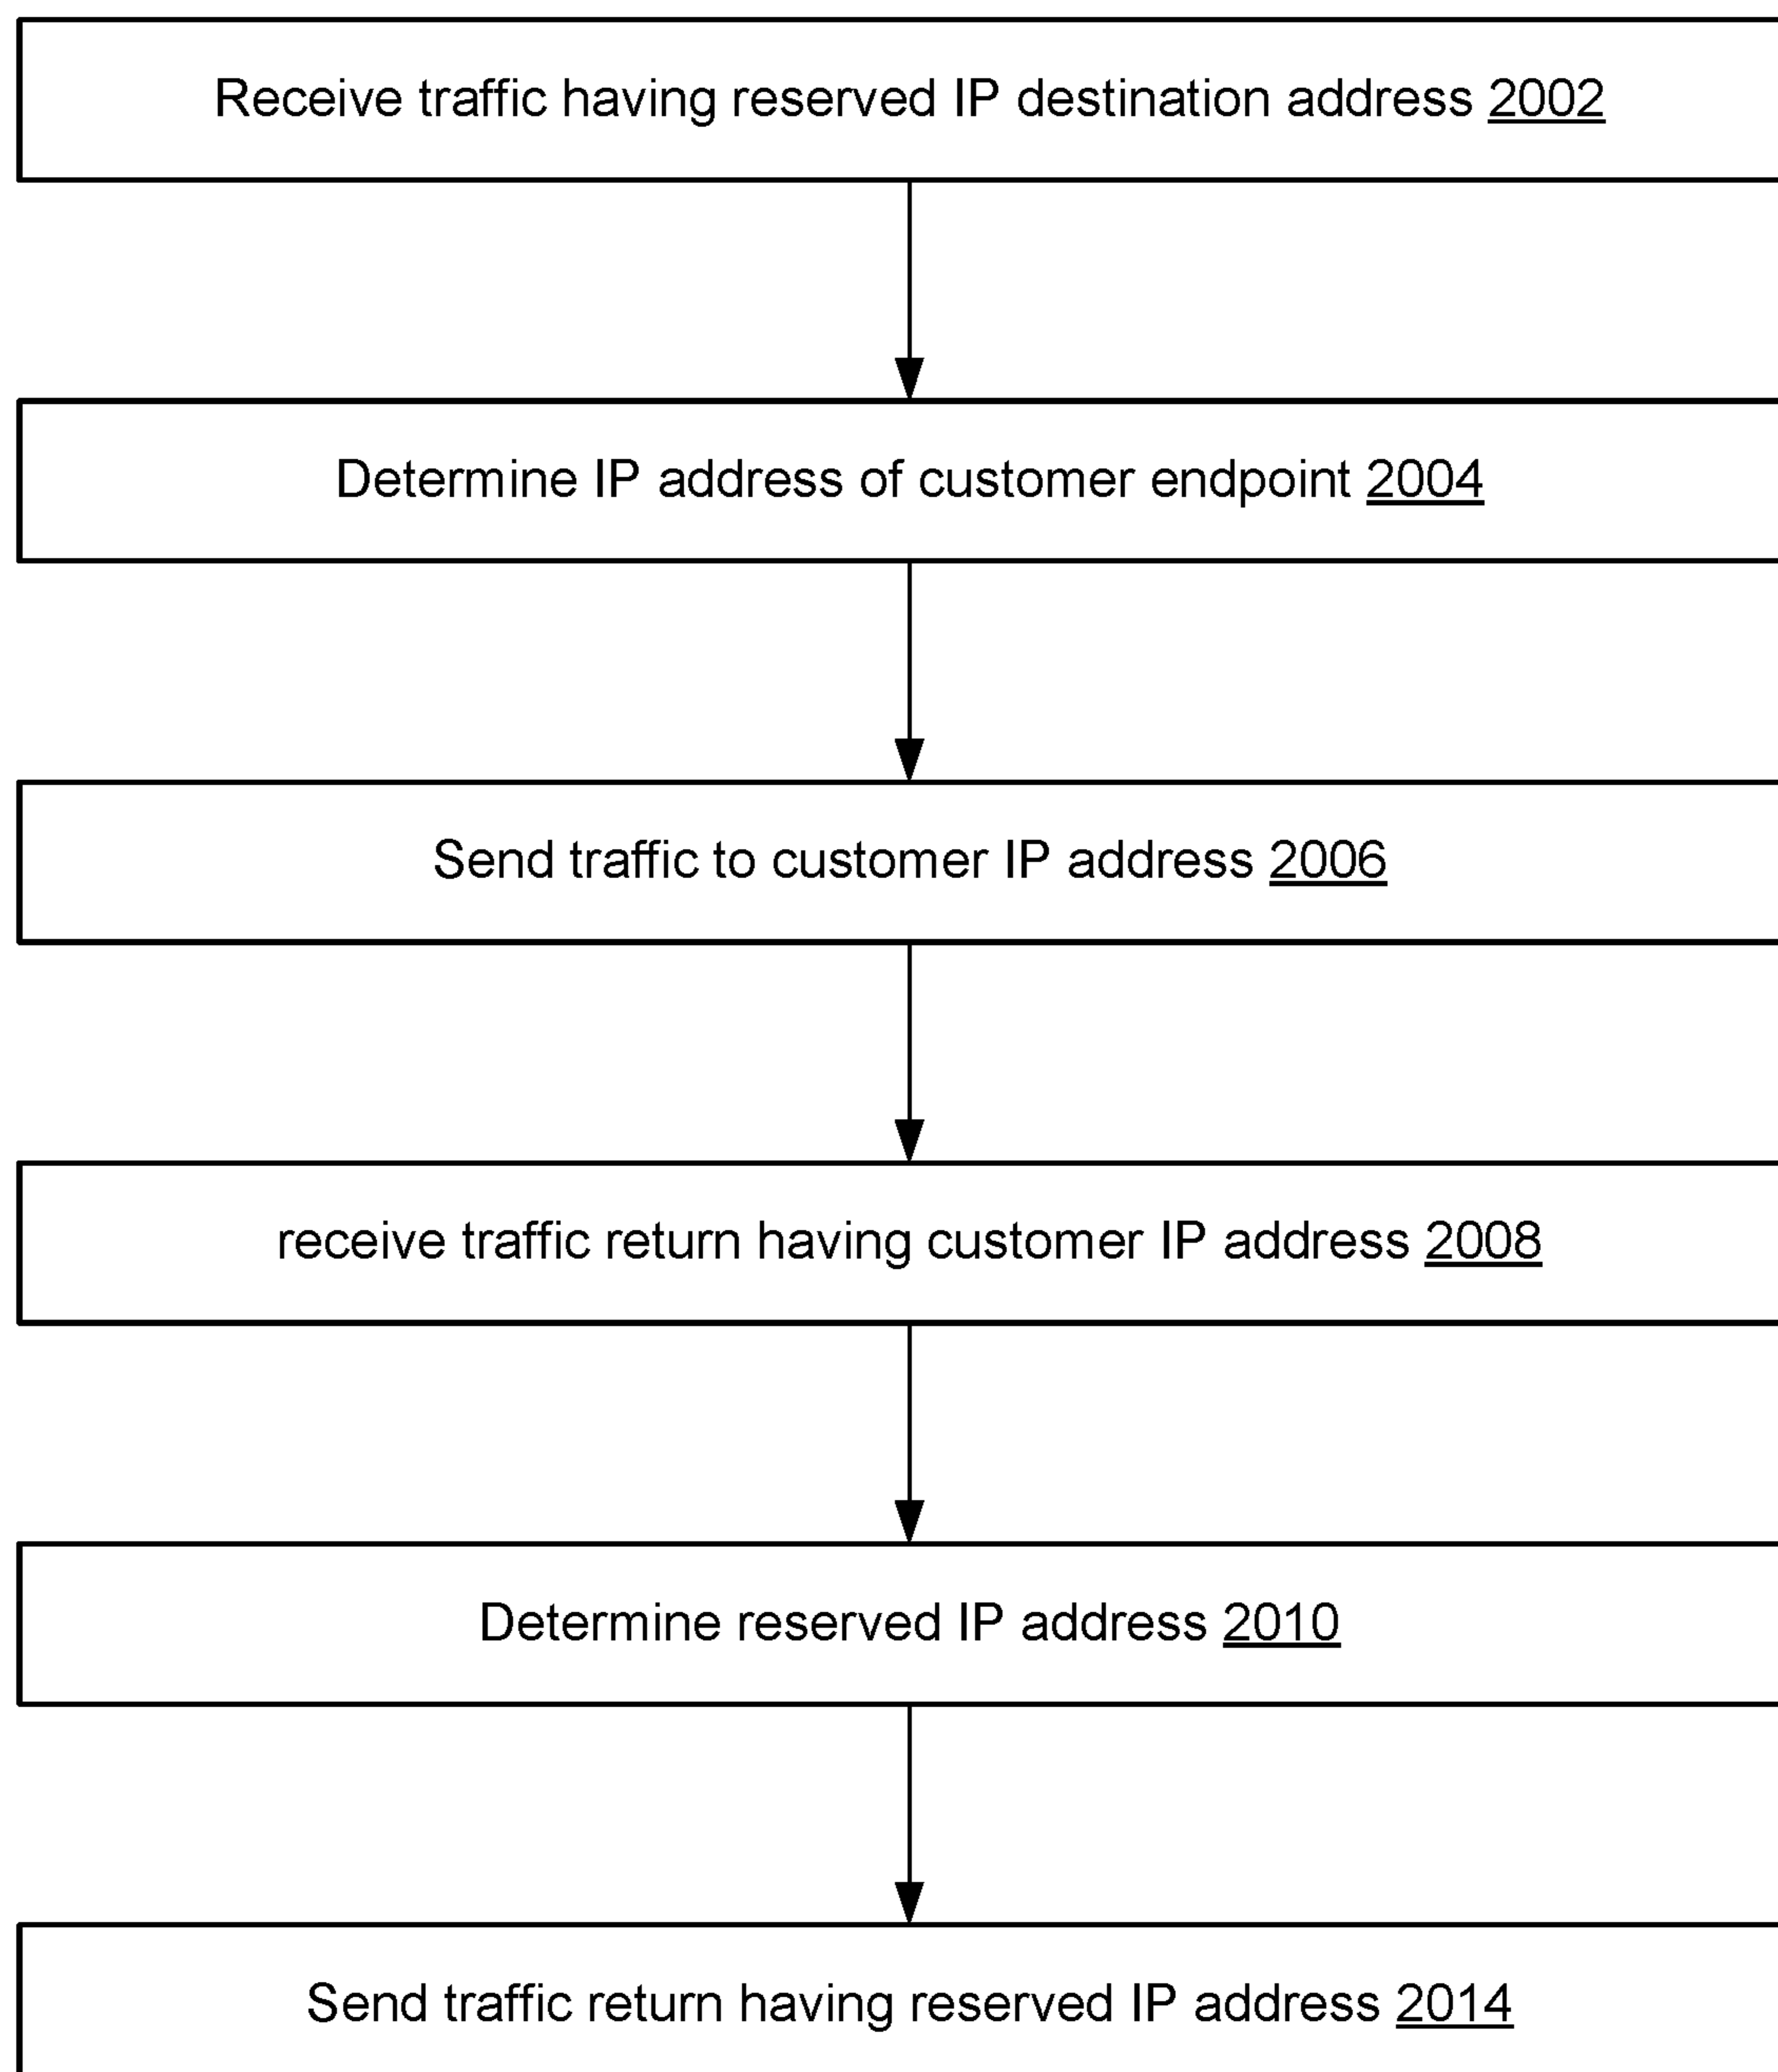 Receive traffic having reserved IP destination address 2002
Determine IP address of customer endpoint 2004
Send traffic to customer IP address 2006
receive traffic return having customer IP address 2008
Determine reserved IP address 2010
Send traffic return having reserved IP address 2014